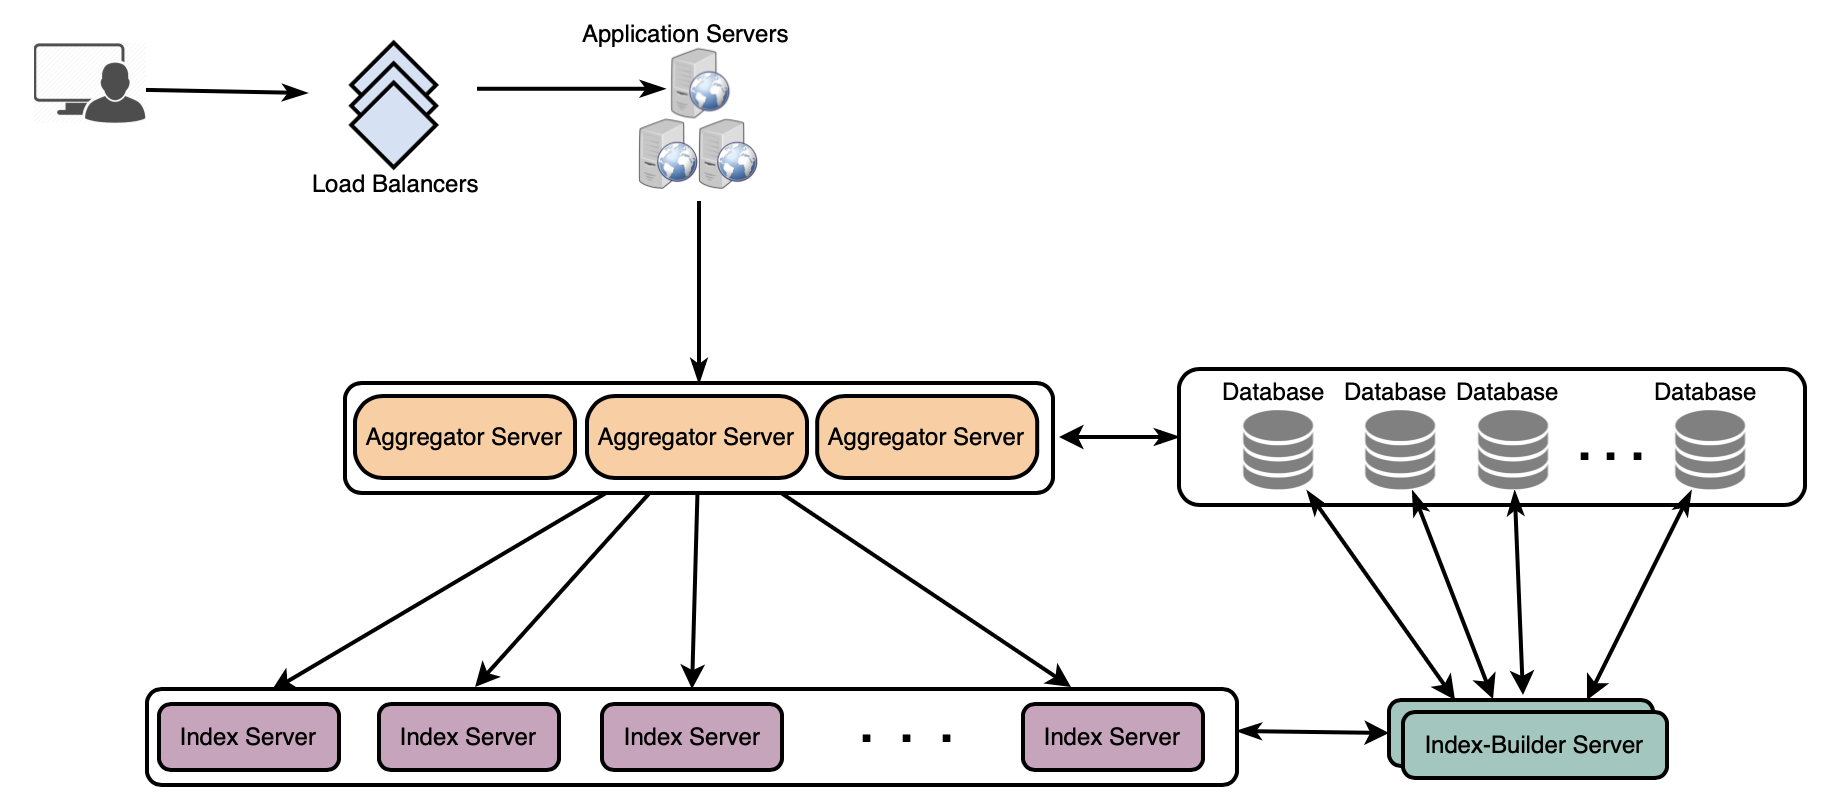 Application Servers
Load Balancers
Database Database Database Database
Aggregator Server Aggregator Server Aggregator Server
Index Server Index Server Index Server Index Server
Index-Builder Server